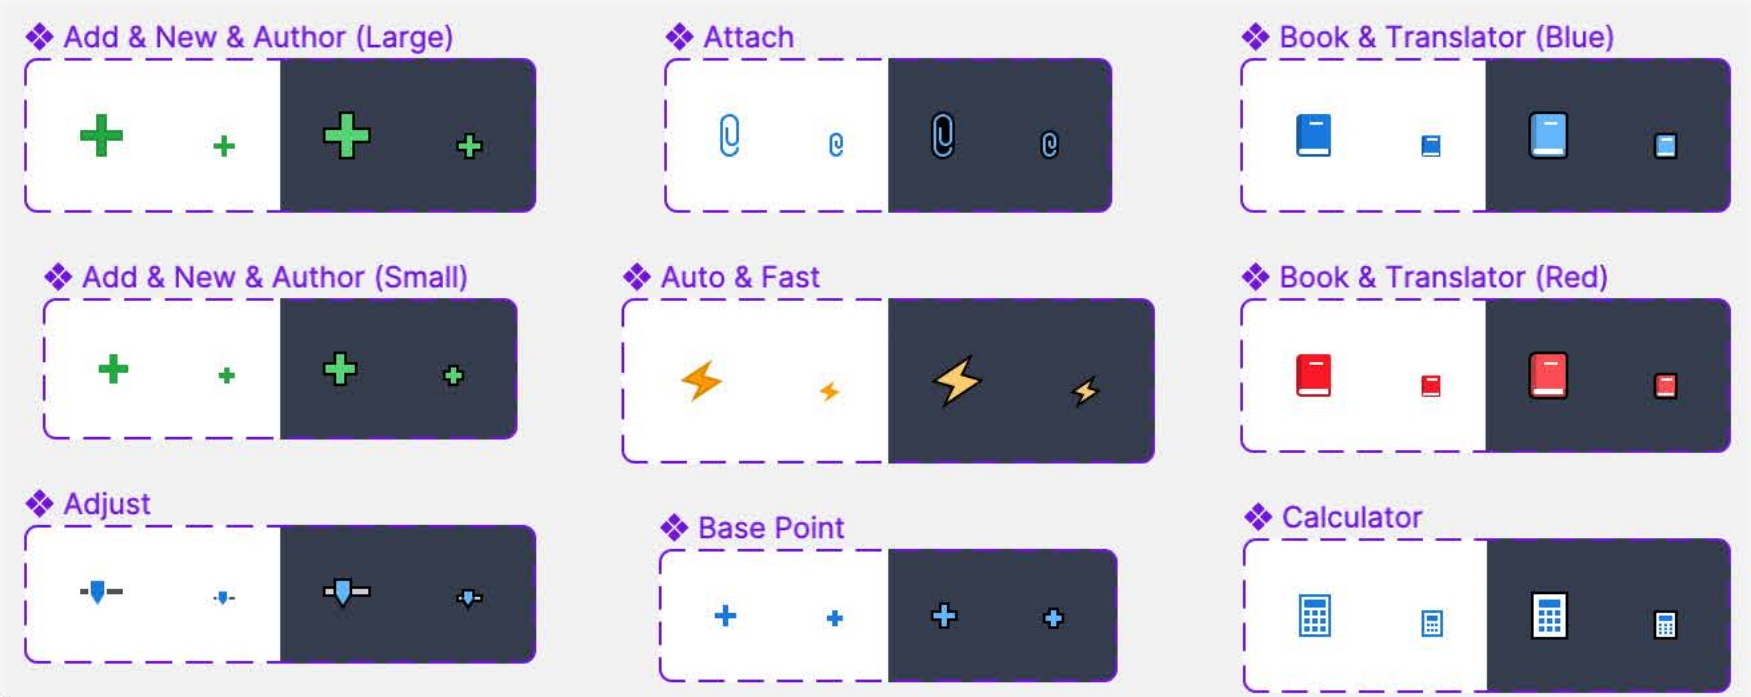 Add & New & Author (Large)
Attach
Book & Translator (Blue)
Add & New & Author (Small)
Auto & Fast
Book & Translator (Red)
Adjust
Base Point
Calculator